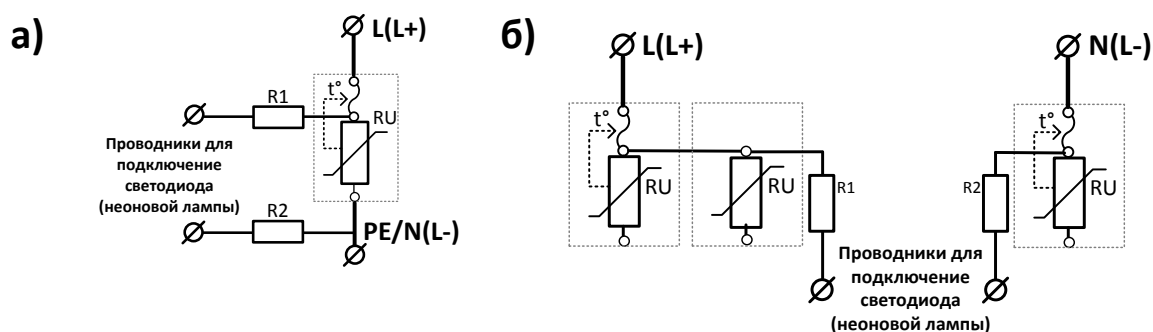 а)
L(L+)
t°
R1
RU
Проводники для
подключение
светодиода
(неоновой лампы)
R2
PE/N(L-)
б)
L(L+)
N(L-)
t°
t°
RU
RU
R1
R2
RU
Проводники для
подключение
светодиода
(неоновой лампы)